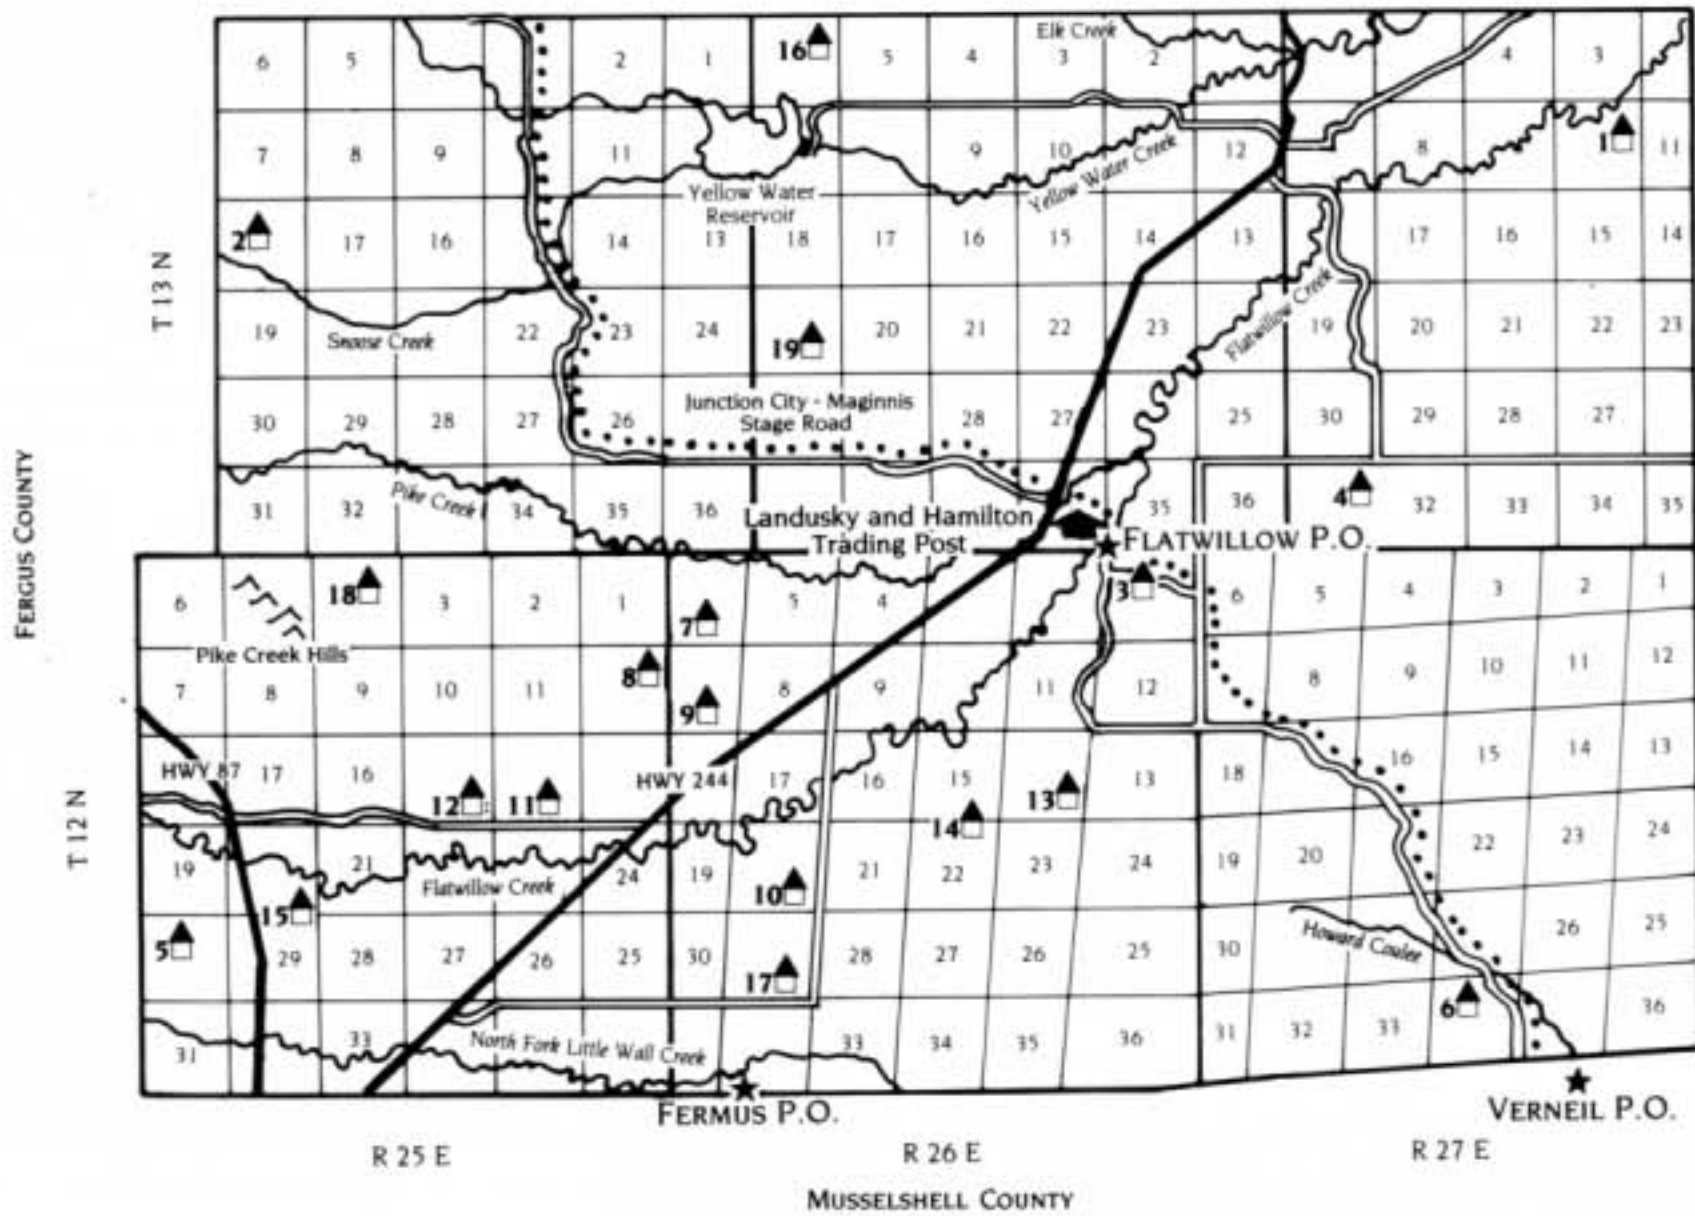 6 5 2 1 16 5 4 Elk Creek 3 2 4 3
7 8 9 11 9 10 Yellow Water Creek 12 8 1 11
Yellow Water
Reservoir
2 17 16 14 13 18 17 16 15 14 13 17 16 15 14
T 13 N
19 Snoose Creek 22 23 24 19 20 21 22 23 Flatwillow Creek 19 20 21 22 23
Junction City - Maginnis
Stage Road
30 29 28 27 26 28 27 25 30 29 28 27
FERGUS COUNTY
31 32 Pike Creek 34 35 36 35 36 4 32 33 34 35
Landusky and Hamilton
Trading Post
FLATWILLOW P.O.
6 18 3 2 1 7 5 4 3 6 5 4 3 2 1
Pike Creek Hills
7 8 9 10 11 8 9 8 9 11 12 8 9 10 11 12
HWY 87 17 16 12 11 HWY 244 17 16 15 14 13 13 18 16 15 14 13
T 12 N
19 21 Flatwillow Creek 24 19 10 21 22 23 24 19 20 22 23 24
5 15 29 28 27 26 25 30 17 28 27 26 25 30 Howard Coulee 6 26 25
31 33 North Fork Little Wall Creek 33 34 35 36 31 32 33 36
FERMUS P.O.
VERNEIL P.O.
R 25 E R 26 E R 27 E
MUSSELSHELL COUNTY